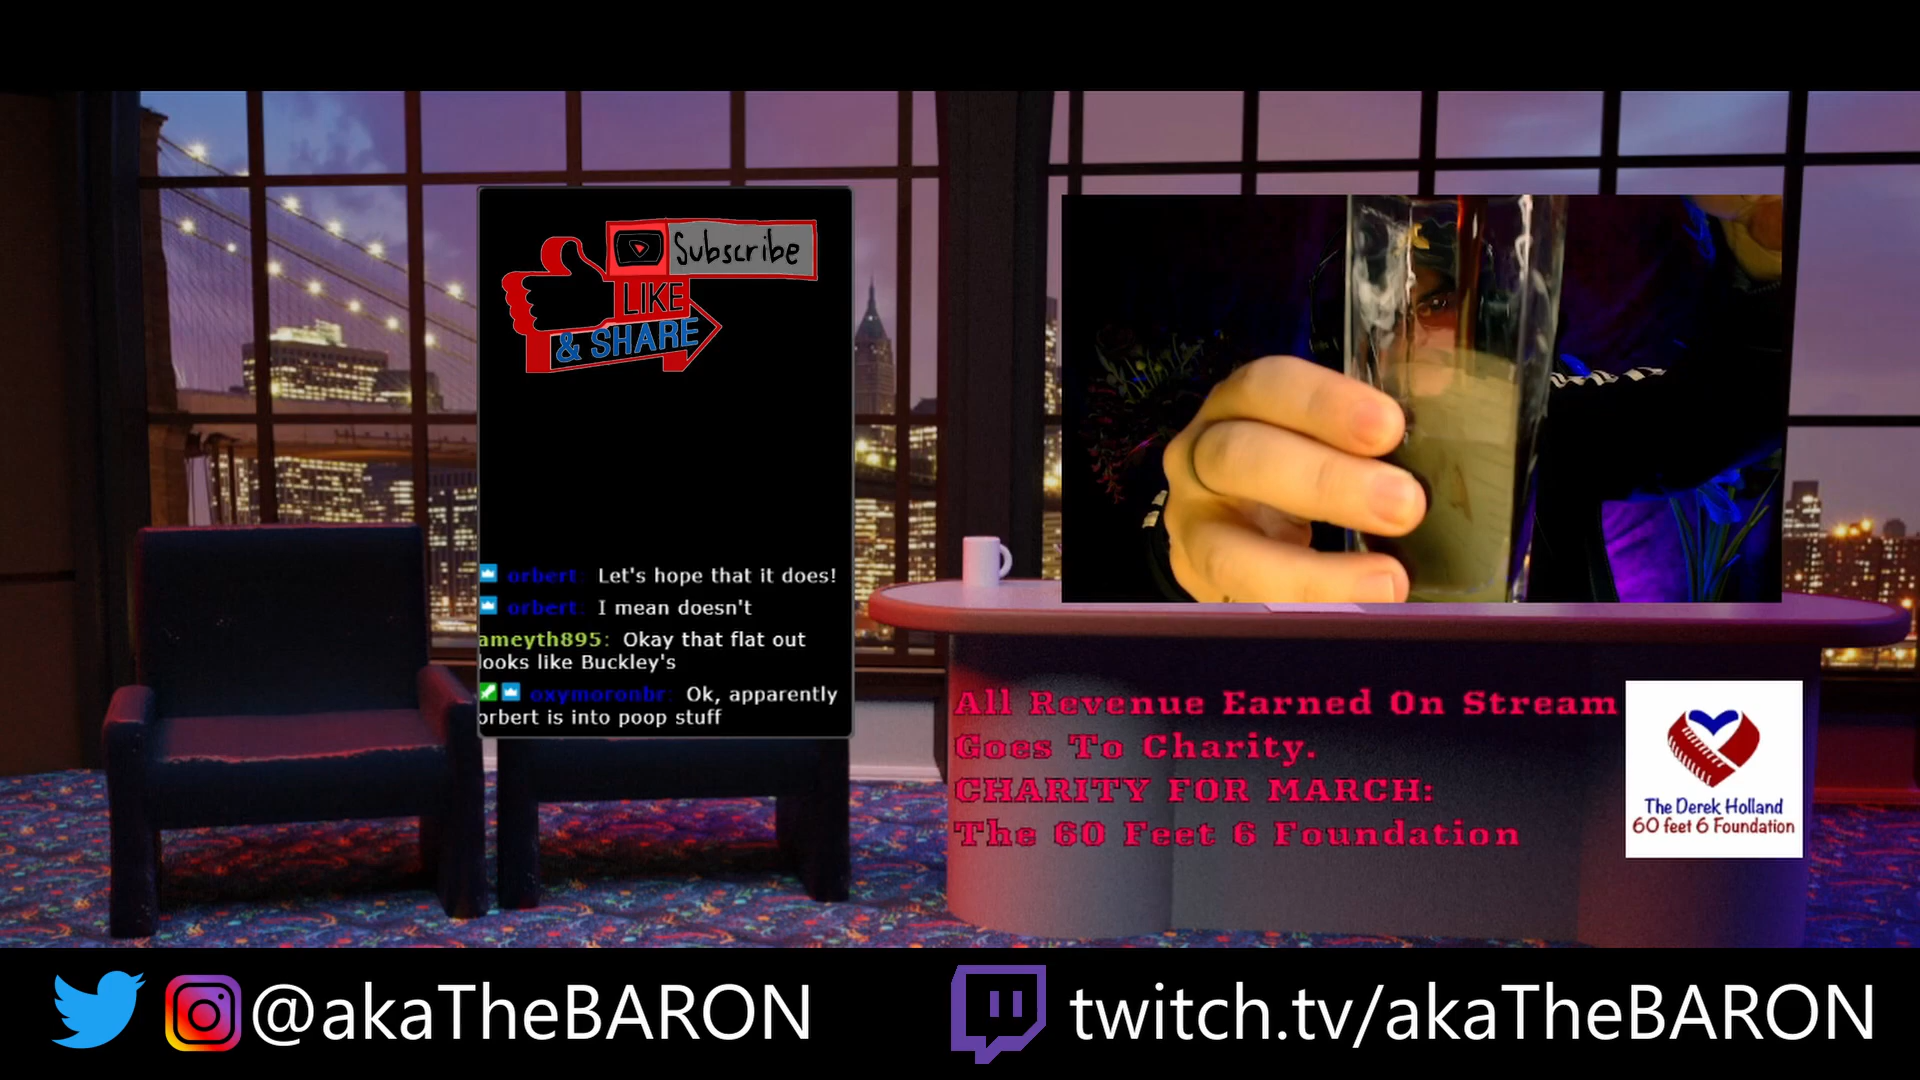 Subscribe
LIKE
& SHARE
orbert: Let's hope that it does!
orbert: I mean doesn't
ameyth895: Okay that flat out
looks like Buckley's
oxymoronbr: Ok, apparently
orbert is into poop stuff
All Revenue Earned On Stream
Goes To Charity.
CHARITY FOR MARCH:
The 60 Feet 6 Foundation
The Derek Holland
60 feet 6 Foundation
@akaTheBARON
twitch.tv/akaTheBARON